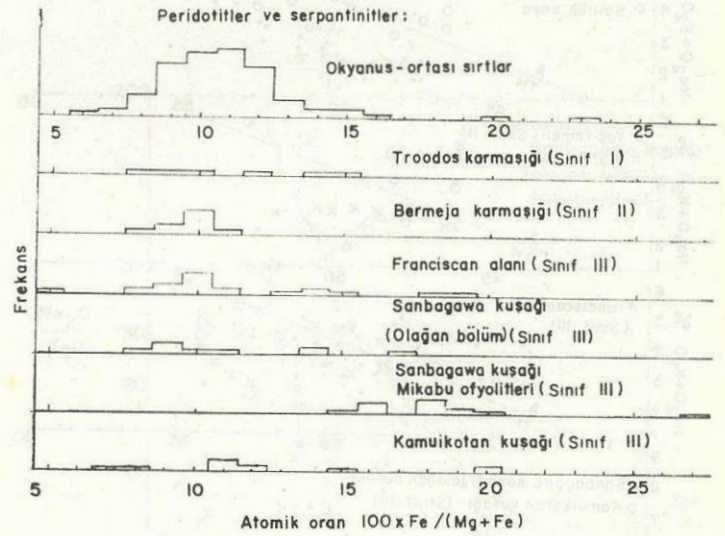 Peridotitler ve serpantinitler:
Okyanus-ortası sırtlar
5 10 15 20 25
Troodos karmaşığı (Sınıf I)
Bermeja karmaşığı (Sınıf II)
Franciscan alanı (Sınıf III)
Sanbagawa kuşağı
(Olağan bölüm) (Sınıf III)
Sanbagawa kuşağı
Mikabu ofyolitleri (Sınıf III)
Kamuikotan kuşağı (Sınıf III)
5 10 15 20 25
Atomik oran 100 x Fe / (Mg+Fe)
Frekans